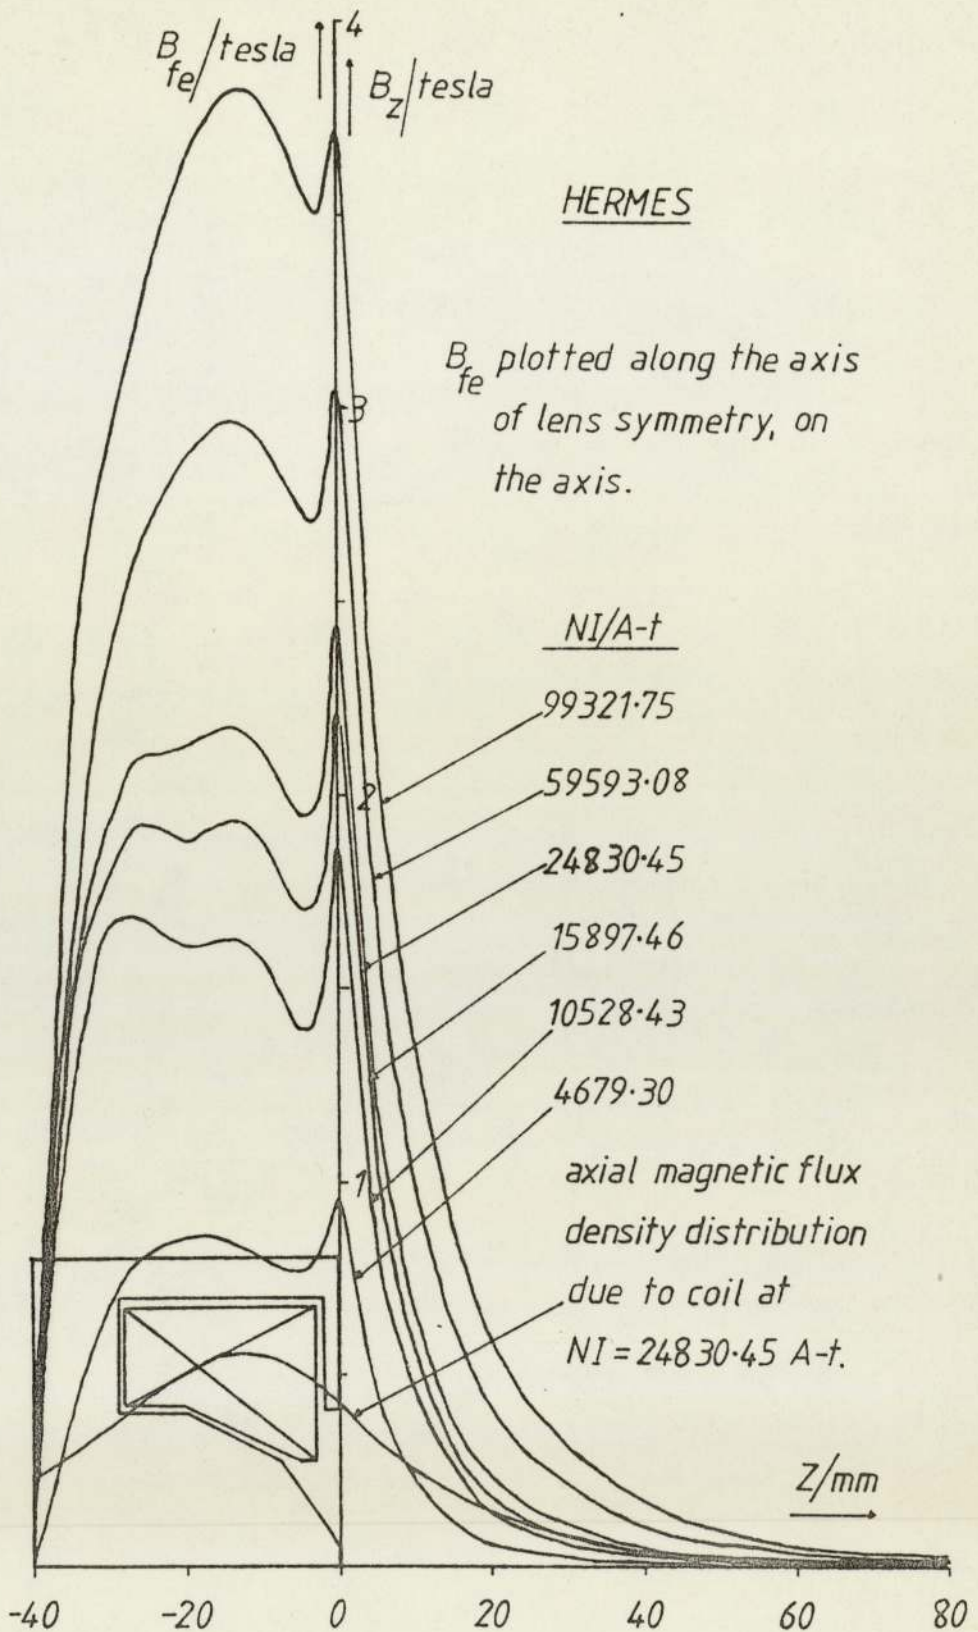 B_fe/tesla
4
B_z/tesla
HERMES
B_fe plotted along the axis
of lens symmetry, on
the axis.
3
NI/A-t
99321·75
59593·08
2
24830·45
15897·46
10528·43
4679·30
1
axial magnetic flux
density distribution
due to coil at
NI = 24830·45 A-t.
Z/mm
-40 -20 0 20 40 60 80